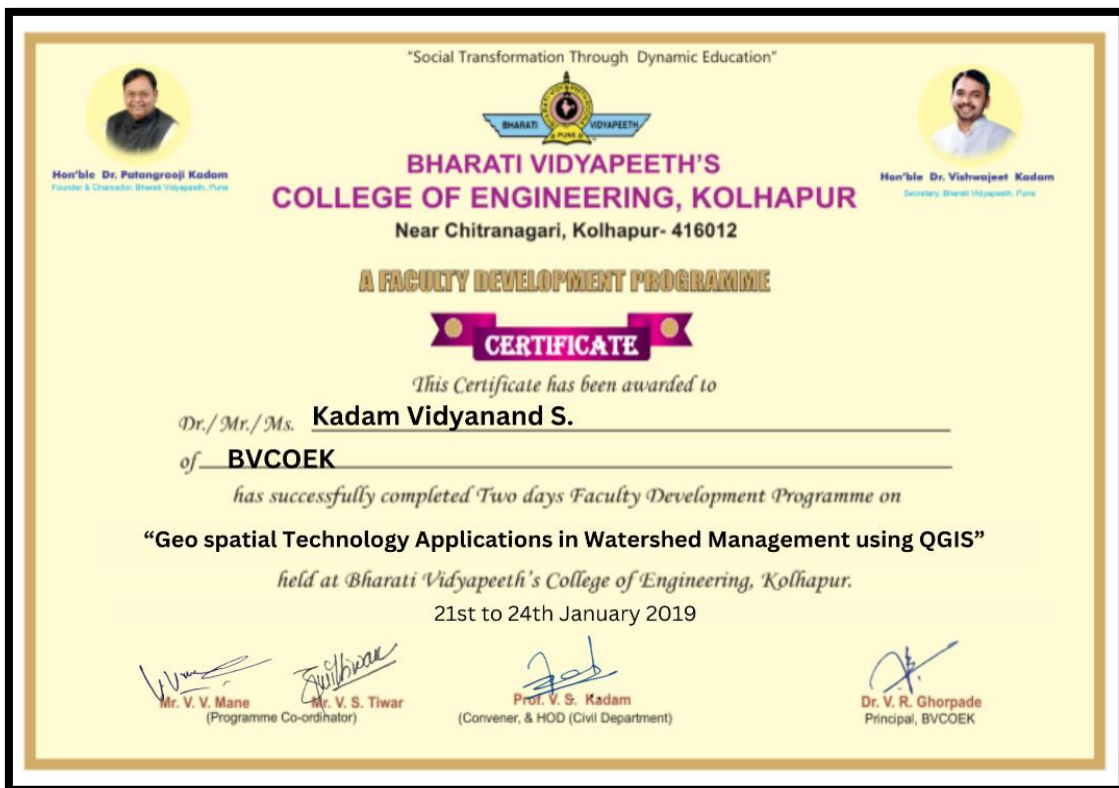 "Social Transformation Through Dynamic Education"
BHARATI VIDYAPEETH
PUNE
Hon'ble Dr. Patangraoji Kadam
Founder & Chancellor, Bharati Vidyapeeth, Pune
Hon'ble Dr. Vishwajeet Kadam
Secretary, Bharati Vidyapeeth, Pune
BHARATI VIDYAPEETH'S
COLLEGE OF ENGINEERING, KOLHAPUR
Near Chitranagari, Kolhapur- 416012
A FACULTY DEVELOPMENT PROGRAMME
CERTIFICATE
This Certificate has been awarded to
Dr./Mr./Ms. Kadam Vidyanand S.
of BVCOEK
has successfully completed Two days Faculty Development Programme on
“Geo spatial Technology Applications in Watershed Management using QGIS”
held at Bharati Vidyapeeth's College of Engineering, Kolhapur.
21st to 24th January 2019
Mr. V. V. Mane Mr. V. S. Tiwar
(Programme Co-ordinator)
Prof. V. S. Kadam
(Convener, & HOD (Civil Department)
Dr. V. R. Ghorpade
Principal, BVCOEK